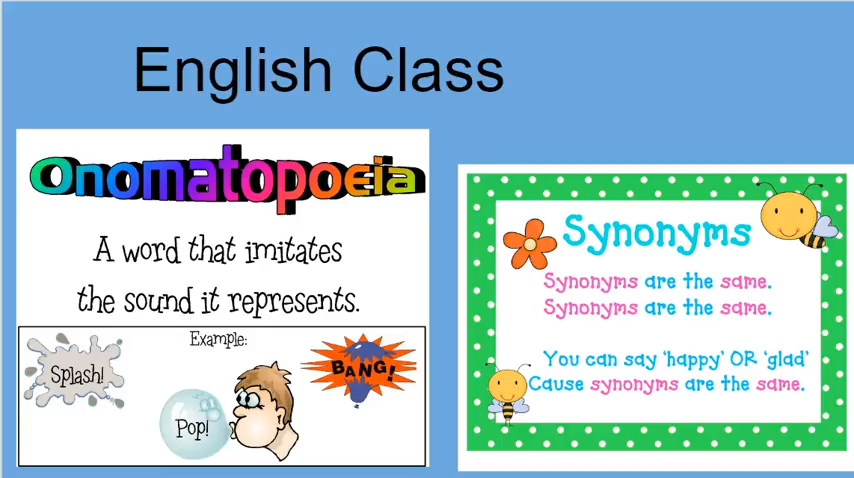 English Class
Onomatopoeia
A word that imitates
the sound it represents.
Example:
Splash!
Pop!
BANG!
Synonyms
Synonyms are the same.
Synonyms are the same.
You can say 'happy' OR 'glad'
Cause synonyms are the same.